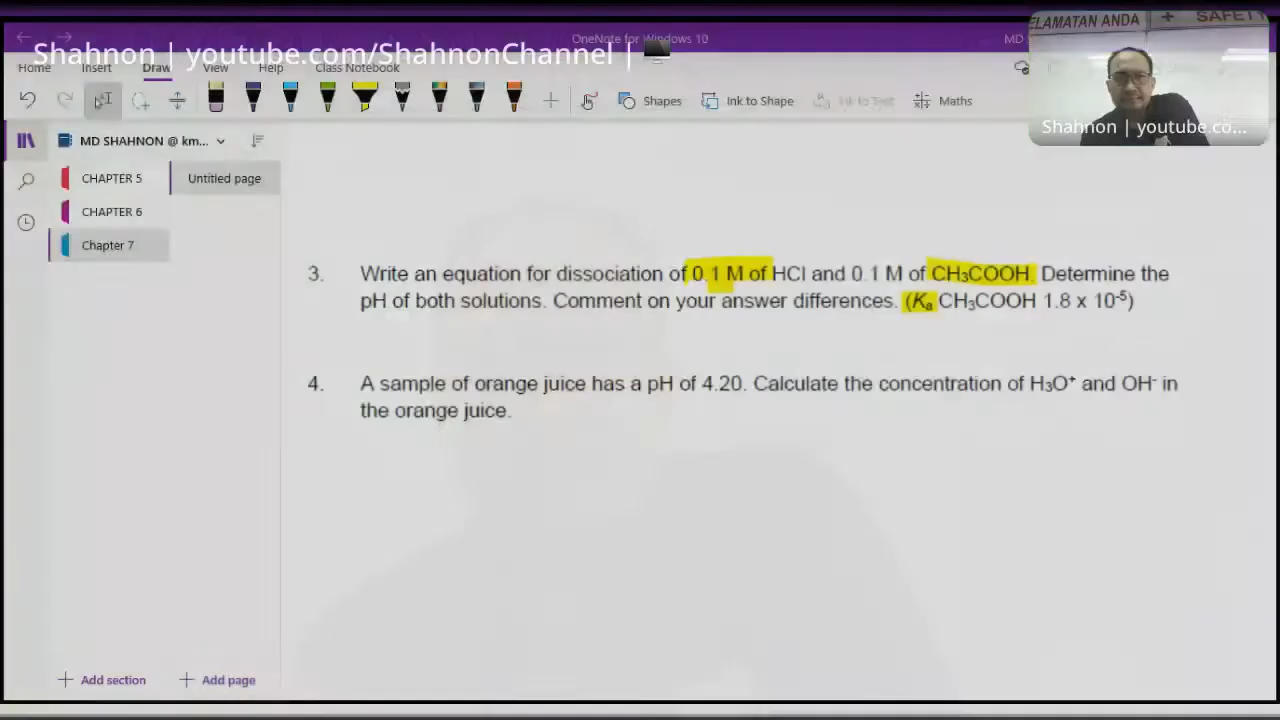 ELAMATAN ANDA + SAFETY
OneNote for Windows 10
MD
Shahnon | youtube.com/ShahnonChannel |
Home Insert Draw View Help Class Notebook
Shapes Ink to Shape Ink to Text Maths
Shahnon | youtube.co...
MD SHAHNON @ km...
CHAPTER 5 Untitled page
CHAPTER 6
Chapter 7
3. Write an equation for dissociation of 0.1 M of HCl and 0.1 M of CH₃COOH. Determine the
pH of both solutions. Comment on your answer differences. (Kₐ CH₃COOH 1.8 x 10⁻⁵)
4. A sample of orange juice has a pH of 4.20. Calculate the concentration of H₃O⁺ and OH⁻ in
the orange juice.
Add section Add page